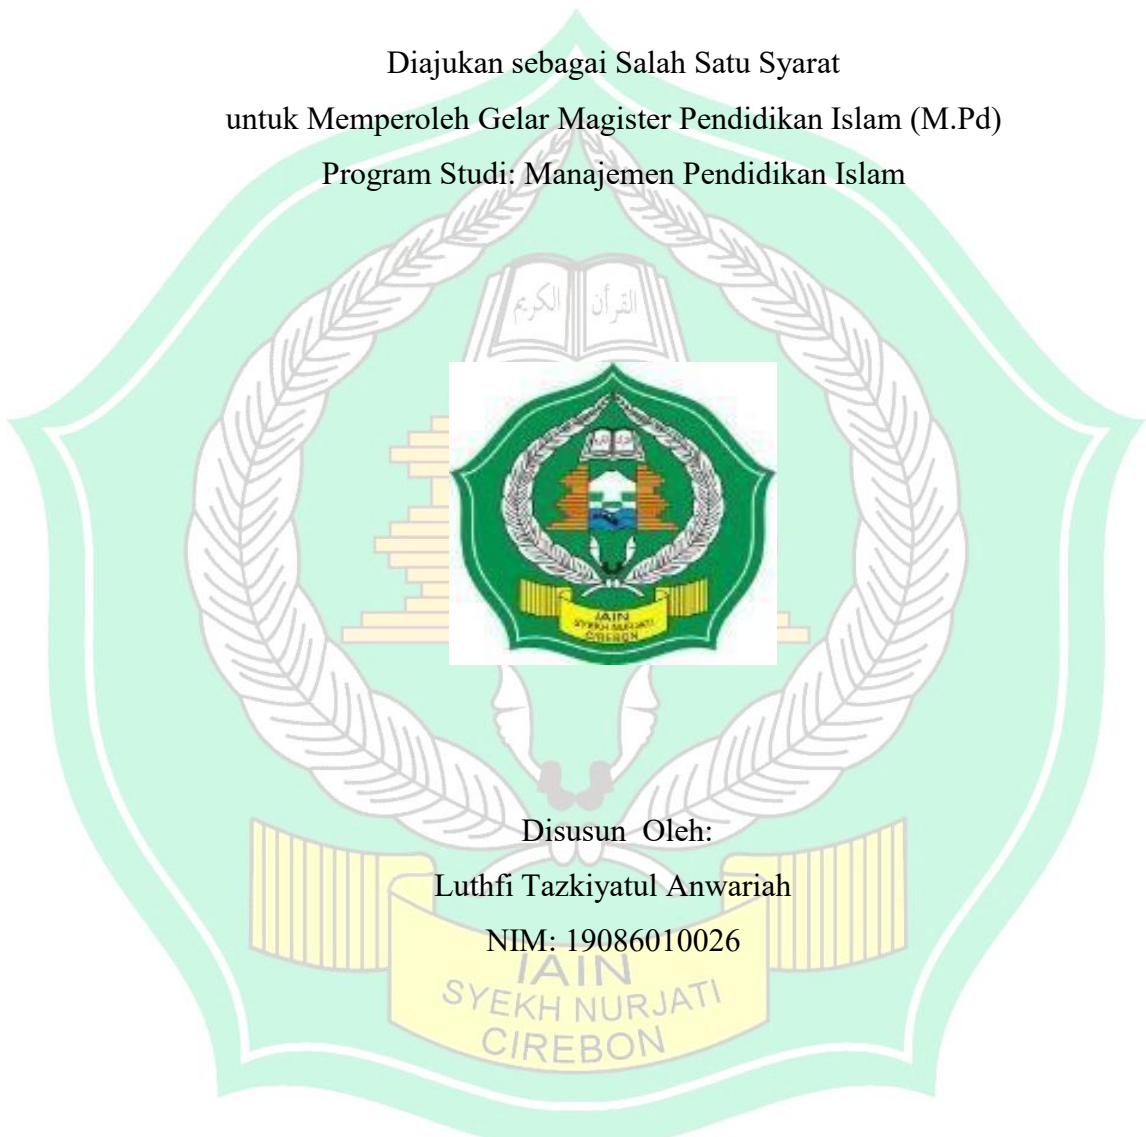 Diajukan sebagai Salah Satu Syarat
untuk Memperoleh Gelar Magister Pendidikan Islam (M.Pd)
Program Studi: Manajemen Pendidikan Islam
القرآن الكريم
IAIN
SYEKH NURJATI
CIREBON
Disusun Oleh:
Luthfi Tazkiyatul Anwariah
NIM: 19086010026
IAIN
SYEKH NURJATI
CIREBON